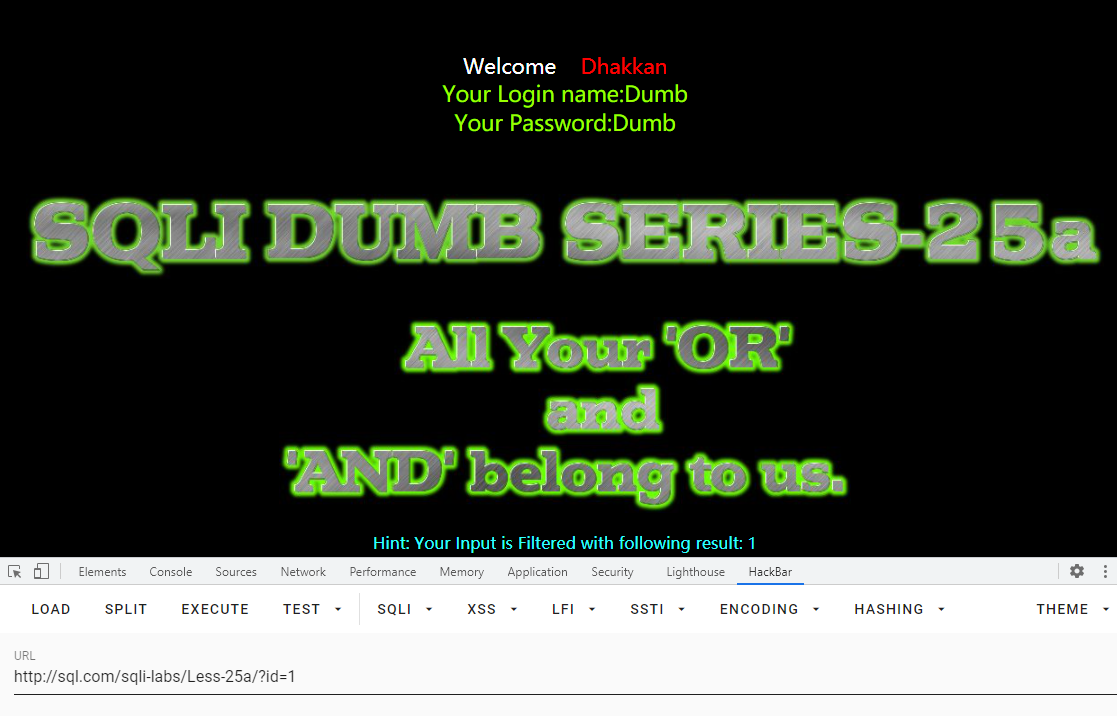 Welcome Dhakkan
Your Login name:Dumb
Your Password:Dumb
SQLI DUMB SERIES-25a
All Your 'OR'
and
'AND' belong to us.
Hint: Your Input is Filtered with following result: 1
Elements Console Sources Network Performance Memory Application Security Lighthouse HackBar
LOAD SPLIT EXECUTE TEST SQLI XSS LFI SSTI ENCODING HASHING THEME
URL
http://sql.com/sqli-labs/Less-25a/?id=1